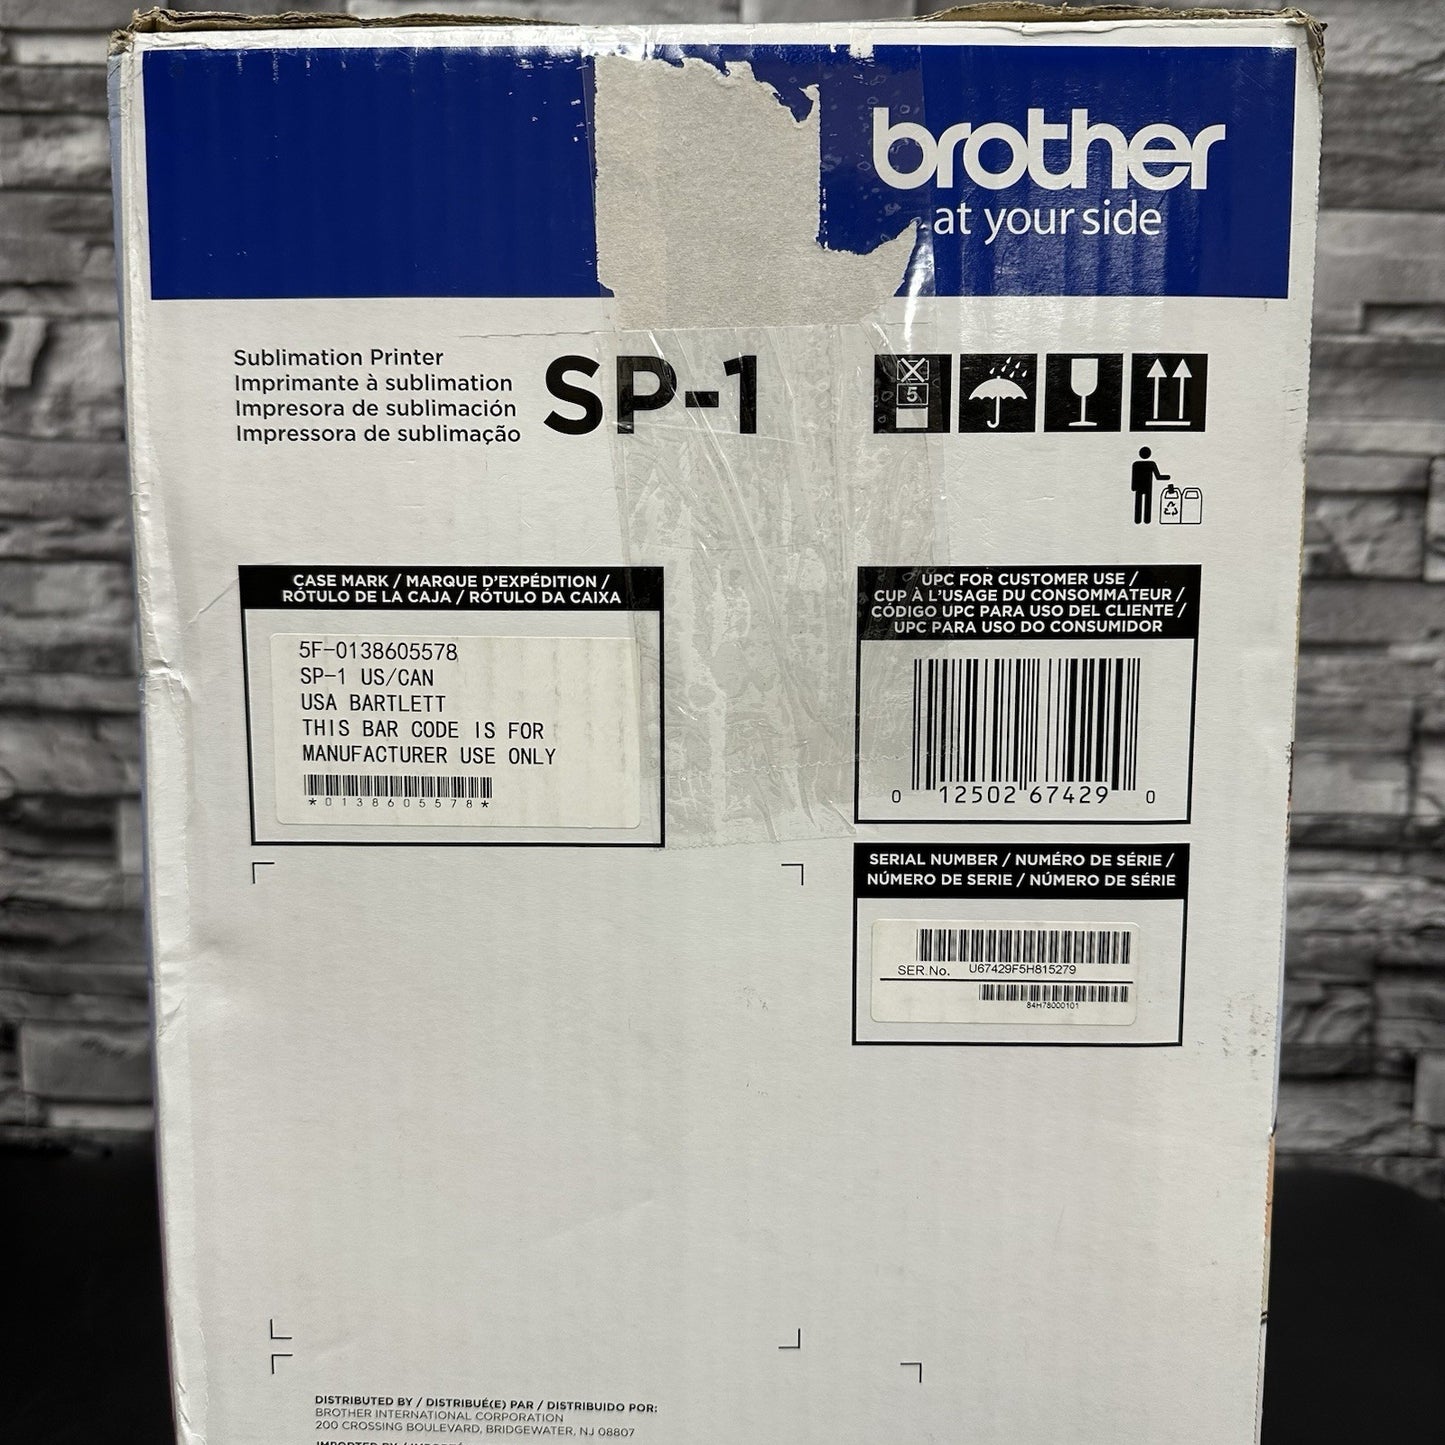 brother
at your side
Sublimation Printer
Imprimante à sublimation
Impresora de sublimación
Impressora de sublimação
SP-1
5
CASE MARK / MARQUE D'EXPÉDITION /
RÓTULO DE LA CAJA / RÓTULO DA CAIXA
5F-0138605578
SP-1 US/CAN
USA BARTLETT
THIS BAR CODE IS FOR
MANUFACTURER USE ONLY
*0138605578*
UPC FOR CUSTOMER USE /
CUP À L'USAGE DU CONSOMMATEUR /
CÓDIGO UPC PARA USO DEL CLIENTE /
UPC PARA USO DO CONSUMIDOR
0 12502 67429 0
SERIAL NUMBER / NUMÉRO DE SÉRIE /
NÚMERO DE SERIE / NÚMERO DE SÉRIE
SER.No. U67429F5H815279
84H78000101
DISTRIBUTED BY / DISTRIBUÉ(E) PAR / DISTRIBUIDO POR:
BROTHER INTERNATIONAL CORPORATION
200 CROSSING BOULEVARD, BRIDGEWATER, NJ 08807